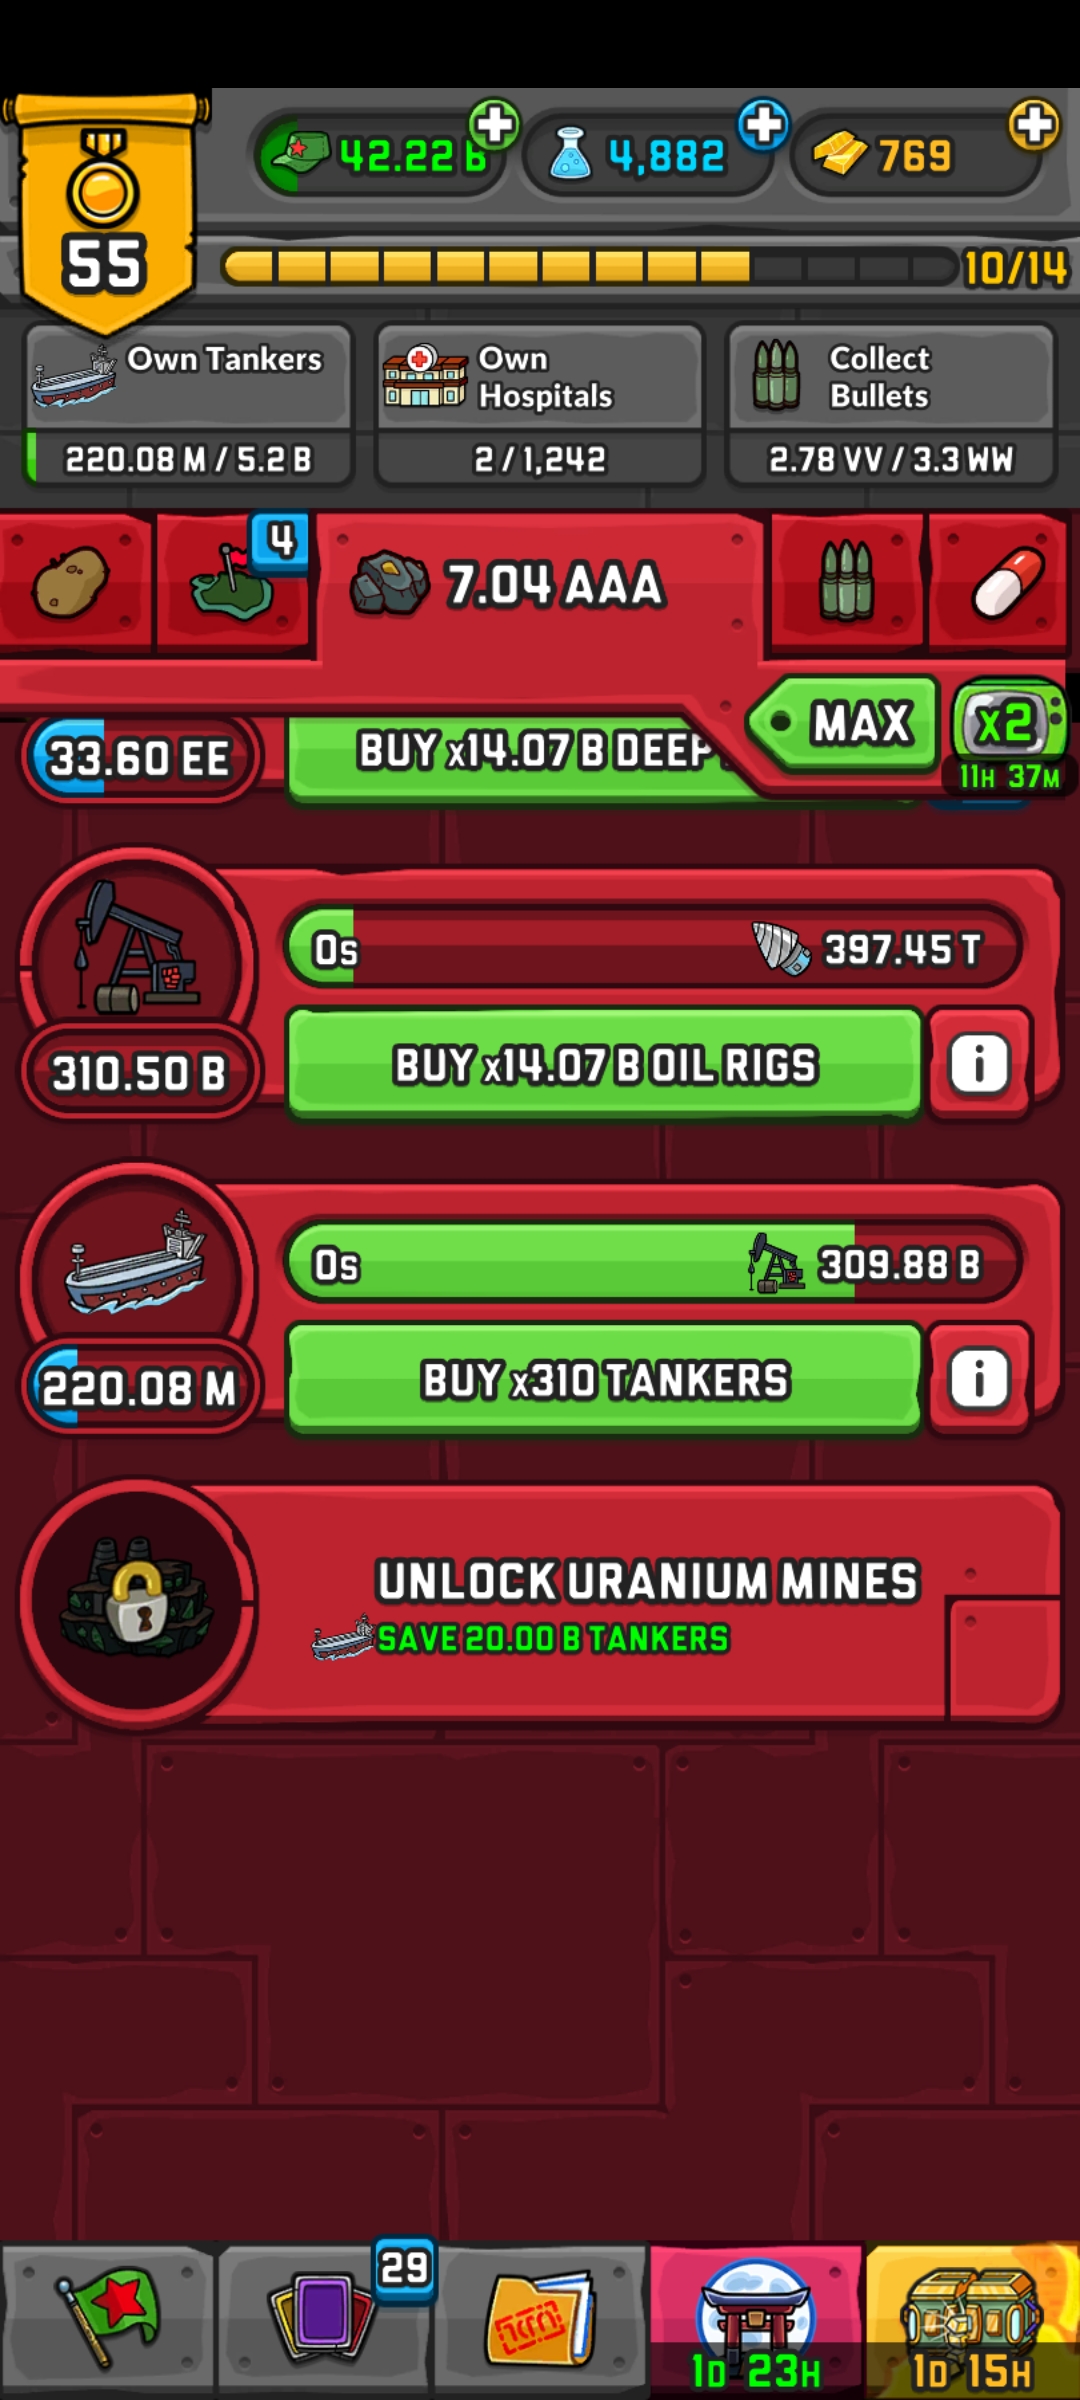 42.22 B
4,882
769
55
10/14
Own Tankers
220.08 M / 5.2 B
Own
Hospitals
2 / 1,242
Collect
Bullets
2.78 VV / 3.3 WW
4
7.04 AAA
MAX
x2
11H 37M
33.60 EE
BUY x14.07 B DEEP
0s
397.45 T
310.50 B
BUY x14.07 B OIL RIGS
i
0s
309.88 B
220.08 M
BUY x310 TANKERS
i
UNLOCK URANIUM MINES
SAVE 20.00 B TANKERS
29
1D 23H
1D 15H